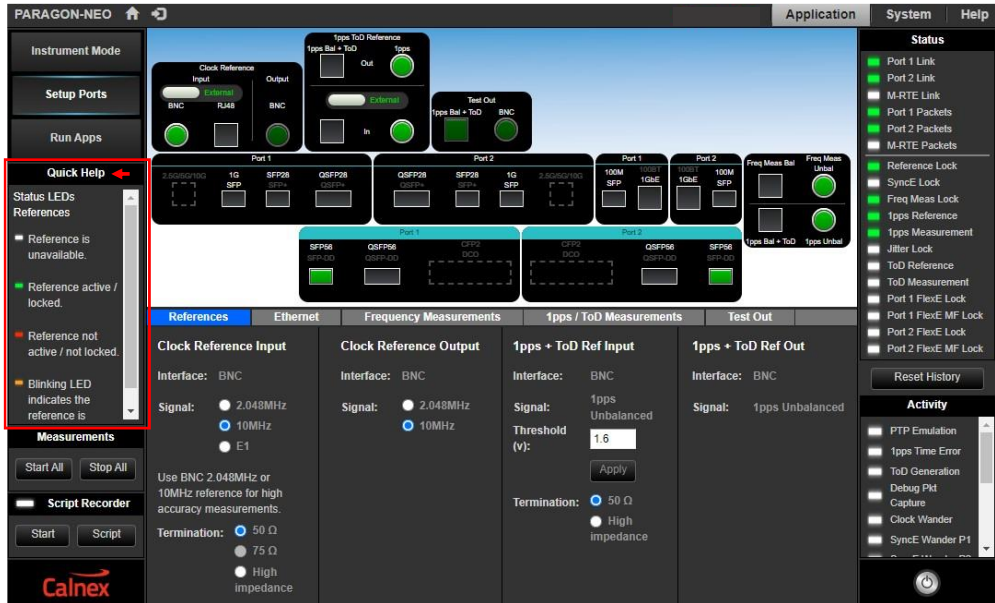 PARAGON-NEO
Application
System
Help
Instrument Mode
Setup Ports
Run Apps
Quick Help
Status LEDs
References
Reference is
unavailable.
Reference active /
locked.
Reference not
active / not locked.
Blinking LED
indicates the
reference is
Measurements
Start All
Stop All
Script Recorder
Start
Script
Calnex
1pps ToD Reference
1pps Bal + ToD
1pps
Out
External
In
Clock Reference
Input
Output
External
BNC
RJ48
BNC
Test Out
1pps Bal + ToD
BNC
Port 1
2.5G/5G/10G
1G
SFP
SFP28
SFP+
QSFP28
QSFP+
Port 2
QSFP28
QSFP+
SFP28
SFP+
1G
SFP
2.5G/5G/10G
Port 1
100M
SFP
100BT
1GbE
Port 2
100BT
1GbE
100M
SFP
Freq Meas Bal
Freq Meas
Unbal
1pps Bal + ToD
1pps Unbal
Port 1
SFP56
SFP-DD
QSFP56
QSFP-DD
CFP2
DCO
Port 2
CFP2
DCO
QSFP56
QSFP-DD
SFP56
SFP-DD
References
Ethernet
Frequency Measurements
1pps / ToD Measurements
Test Out
Clock Reference Input
Interface: BNC
Signal: 2.048MHz
10MHz
E1
Use BNC 2.048MHz or
10MHz reference for high
accuracy measurements.
Termination: 50 Ω
75 Ω
High
impedance
Clock Reference Output
Interface: BNC
Signal: 2.048MHz
10MHz
1pps + ToD Ref Input
Interface: BNC
Signal: 1pps
Unbalanced
Threshold
(v): 1.6
Apply
Termination: 50 Ω
High
impedance
1pps + ToD Ref Out
Interface: BNC
Signal: 1pps Unbalanced
Status
Port 1 Link
Port 2 Link
M-RTE Link
Port 1 Packets
Port 2 Packets
M-RTE Packets
Reference Lock
SyncE Lock
Freq Meas Lock
1pps Reference
1pps Measurement
Jitter Lock
ToD Reference
ToD Measurement
Port 1 FlexE Lock
Port 1 FlexE MF Lock
Port 2 FlexE Lock
Port 2 FlexE MF Lock
Reset History
Activity
PTP Emulation
1pps Time Error
ToD Generation
Debug Pkt
Capture
Clock Wander
SyncE Wander P1